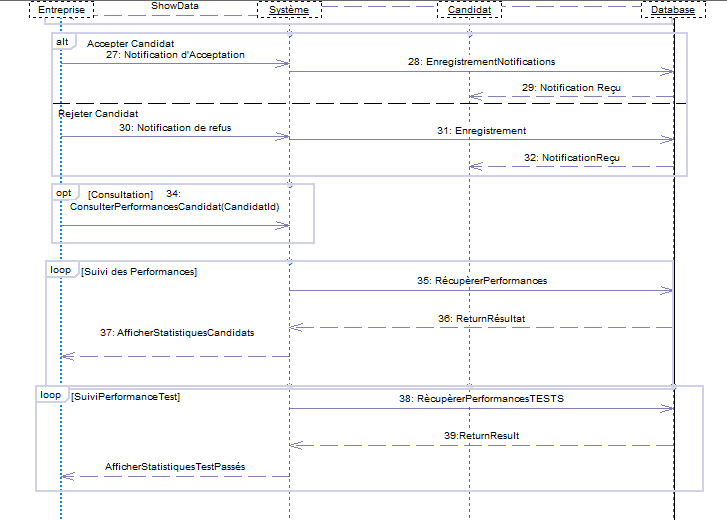 ShowData
Entreprise
Système
Candidat
Database
alt
Accepter Candidat
27: Notification d'Acceptation
28: EnregistrementNotifications
29: Notification Reçu
Rejeter Candidat
30: Notification de refus
31: Enregistrement
32: NotificationReçu
opt
[Consultation] 34:
ConsulterPerformancesCandidat(CandidatId)
loop
[Suivi des Performances]
35: RécupèrerPerformances
36: ReturnRésultat
37: AfficherStatistiquesCandidats
loop
[SuiviPerformanceTest]
38: RècupèrerPerformancesTESTS
39:ReturnResult
AfficherStatistiquesTestPassés